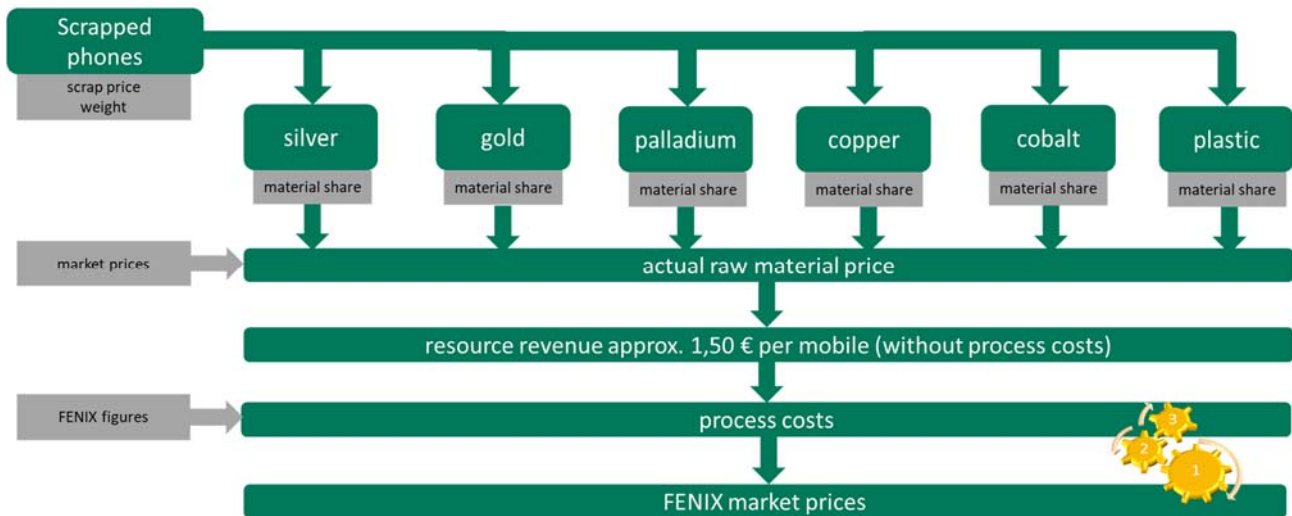 Scrapped
phones
scrap price
weight
silver
gold
palladium
copper
cobalt
plastic
material share
material share
material share
material share
material share
material share
market prices
actual raw material price
resource revenue approx. 1,50 € per mobile (without process costs)
FENIX figures
process costs
3
2
1
FENIX market prices